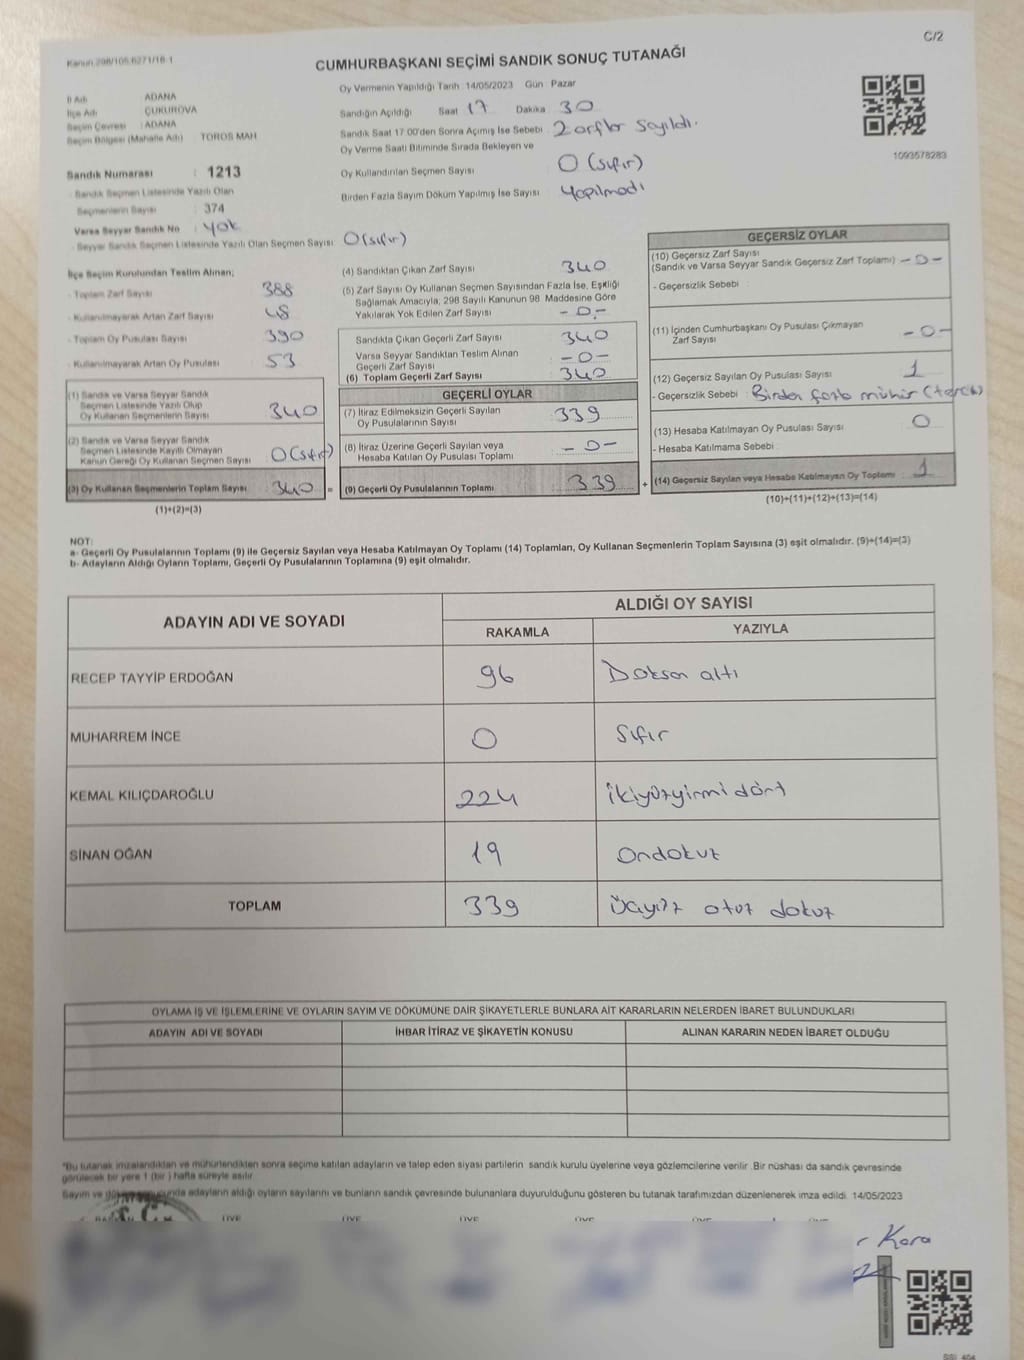 Kanun:298/105;6271/18-1
C/2
CUMHURBAŞKANI SEÇİMİ SANDIK SONUÇ TUTANAĞI
İl Adı ADANA
İlçe Adı ÇUKUROVA
Seçim Çevresi : ADANA
Seçim Bölgesi (Mahalle Adı) TOROS MAH
Sandık Numarası : 1213
- Sandık Seçmen Listesinde Yazılı Olan
Seçmenlerin Sayısı : 374
Varsa Seyyar Sandık No : Yok
- Seyyar Sandık Seçmen Listesinde Yazılı Olan Seçmen Sayısı : 0 (sıfır)
Oy Vermenin Yapıldığı Tarih 14/05/2023 Gün Pazar
Sandığın Açıldığı Saat 17 Dakika 30
Sandık Saat 17 00'den Sonra Açımış İse Sebebi : Zarflar sayıldı.
Oy Verme Saati Bitiminde Sırada Bekleyen ve
Oy Kullandırılan Seçmen Sayısı : 0 (sıfır)
Birden Fazla Sayım Döküm Yapılmış İse Sayısı : Yapılmadı
1093578283
İlçe Seçim Kurulundan Teslim Alınan;
- Toplam Zarf Sayısı 388
- Kullanılmayarak Artan Zarf Sayısı 48
- Toplam Oy Pusulası Sayısı 390
- Kullanılmayarak Artan Oy Pusulası 53
(1) Sandık ve Varsa Seyyar Sandık
Seçmen Listesinde Yazılı Olup
Oy Kullanan Seçmenlerin Sayısı : 340
(2) Sandık ve Varsa Seyyar Sandık
Seçmen Listesinde Kayıtlı Olmayan
Kanun Gereği Oy Kullanan Seçmen Sayısı : 0 (sıfır)
(3) Oy Kullanan Seçmenlerin Toplam Sayısı : 340 =
(1)+(2)=(3)
(4) Sandıktan Çıkan Zarf Sayısı 340
(5) Zarf Sayısı Oy Kullanan Seçmen Sayısından Fazla İse, Eşitliği
Sağlamak Amacıyla; 298 Sayılı Kanunun 98. Maddesine Göre
Yakılarak Yok Edilen Zarf Sayısı - 0 -
Sandıkta Çıkan Geçerli Zarf Sayısı 340
Varsa Seyyar Sandıktan Teslim Alınan
Geçerli Zarf Sayısı - 0 -
(6) Toplam Geçerli Zarf Sayısı 340
GEÇERLİ OYLAR
(7) İtiraz Edilmeksizin Geçerli Sayılan
Oy Pusulalarının Sayısı : 339
(8) İtiraz Üzerine Geçerli Sayılan veya
Hesaba Katılan Oy Pusulası Toplamı : - 0 -
(9) Geçerli Oy Pusulalarının Toplamı : 339 +
GEÇERSİZ OYLAR
(10) Geçersiz Zarf Sayısı
(Sandık ve Varsa Seyyar Sandık Geçersiz Zarf Toplamı) - 0 -
- Geçersizlik Sebebi :
(11) İçinden Cumhurbaşkanı Oy Pusulası Çıkmayan
Zarf Sayısı - 0 -
(12) Geçersiz Sayılan Oy Pusulası Sayısı 1
- Geçersizlik Sebebi : Birden fazla mühür (tercih)
(13) Hesaba Katılmayan Oy Pusulası Sayısı 0
- Hesaba Katılmama Sebebi :
(14) Geçersiz Sayılan veya Hesaba Katılmayan Oy Toplamı : 1
(10)+(11)+(12)+(13)=(14)
NOT:
a- Geçerli Oy Pusulalarının Toplamı (9) ile Geçersiz Sayılan veya Hesaba Katılmayan Oy Toplamı (14) Toplamları, Oy Kullanan Seçmenlerin Toplam Sayısına (3) eşit olmalıdır. (9)+(14)=(3)
b- Adayların Aldığı Oyların Toplamı, Geçerli Oy Pusulalarının Toplamına (9) eşit olmalıdır.
ADAYIN ADI VE SOYADI ALDIĞI OY SAYISI
RAKAMLA YAZIYLA
RECEP TAYYİP ERDOĞAN 96 Doksan altı
MUHARREM İNCE 0 Sıfır
KEMAL KILIÇDAROĞLU 224 ikiyüzyirmi dört
SİNAN OĞAN 19 Ondokuz
TOPLAM 339 Üçyüz otuz dokuz
OYLAMA İŞ VE İŞLEMLERİNE VE OYLARIN SAYIM VE DÖKÜMÜNE DAİR ŞİKAYETLERLE BUNLARA AİT KARARLARIN NELERDEN İBARET BULUNDUKLARI
ADAYIN ADI VE SOYADI İHBAR İTİRAZ VE ŞİKAYETİN KONUSU ALINAN KARARIN NEDEN İBARET OLDUĞU
*Bu tutanak imzalandıktan ve mühürlendikten sonra seçime katılan adayların ve talep eden siyasi partilerin sandık kurulu üyelerine veya gözlemcilerine verilir. Bir nüshası da sandık çevresinde
görülecek bir yere 1 (bir ) hafta süreyle asılır.
Sayım ve döküm sonucunda adayların aldığı oyların sayılarını ve bunların sandık çevresinde bulunanlara duyurulduğunu gösteren bu tutanak tarafımızdan düzenlenerek imza edildi. 14/05/2023
ÜYE ÜYE ÜYE ÜYE ÜYE
Kara